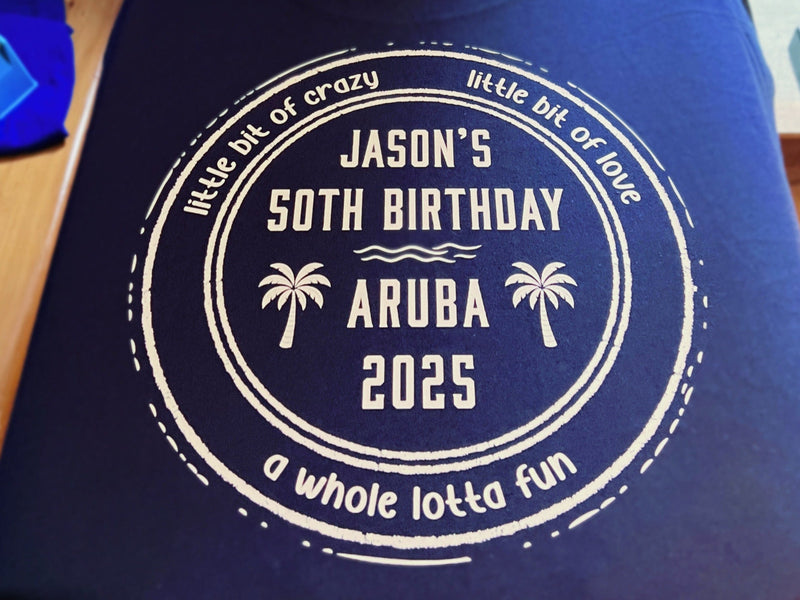 little bit of crazy
little bit of love
JASON'S
50TH BIRTHDAY
ARUBA
2025
a whole lotta fun